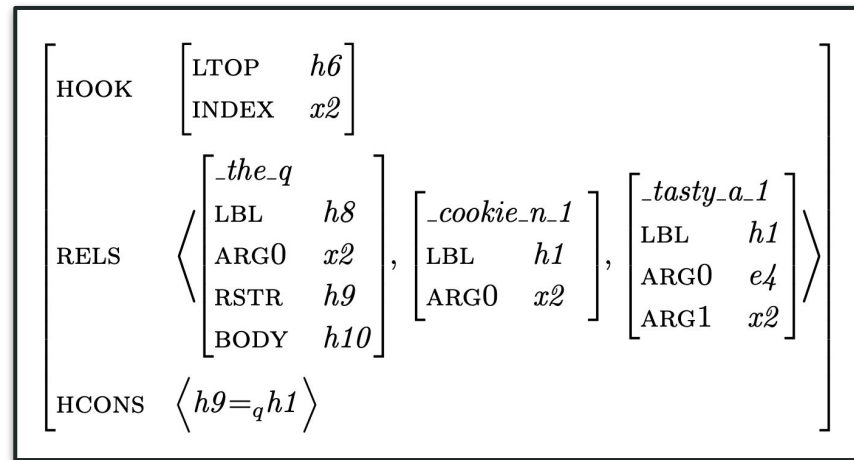 HOOK [LTOP h6
INDEX x2]
RELS ⟨[_the_q
LBL h8
ARG0 x2
RSTR h9
BODY h10], [_cookie_n_1
LBL h1
ARG0 x2], [_tasty_a_1
LBL h1
ARG0 e4
ARG1 x2]⟩
HCONS ⟨h9=qh1⟩